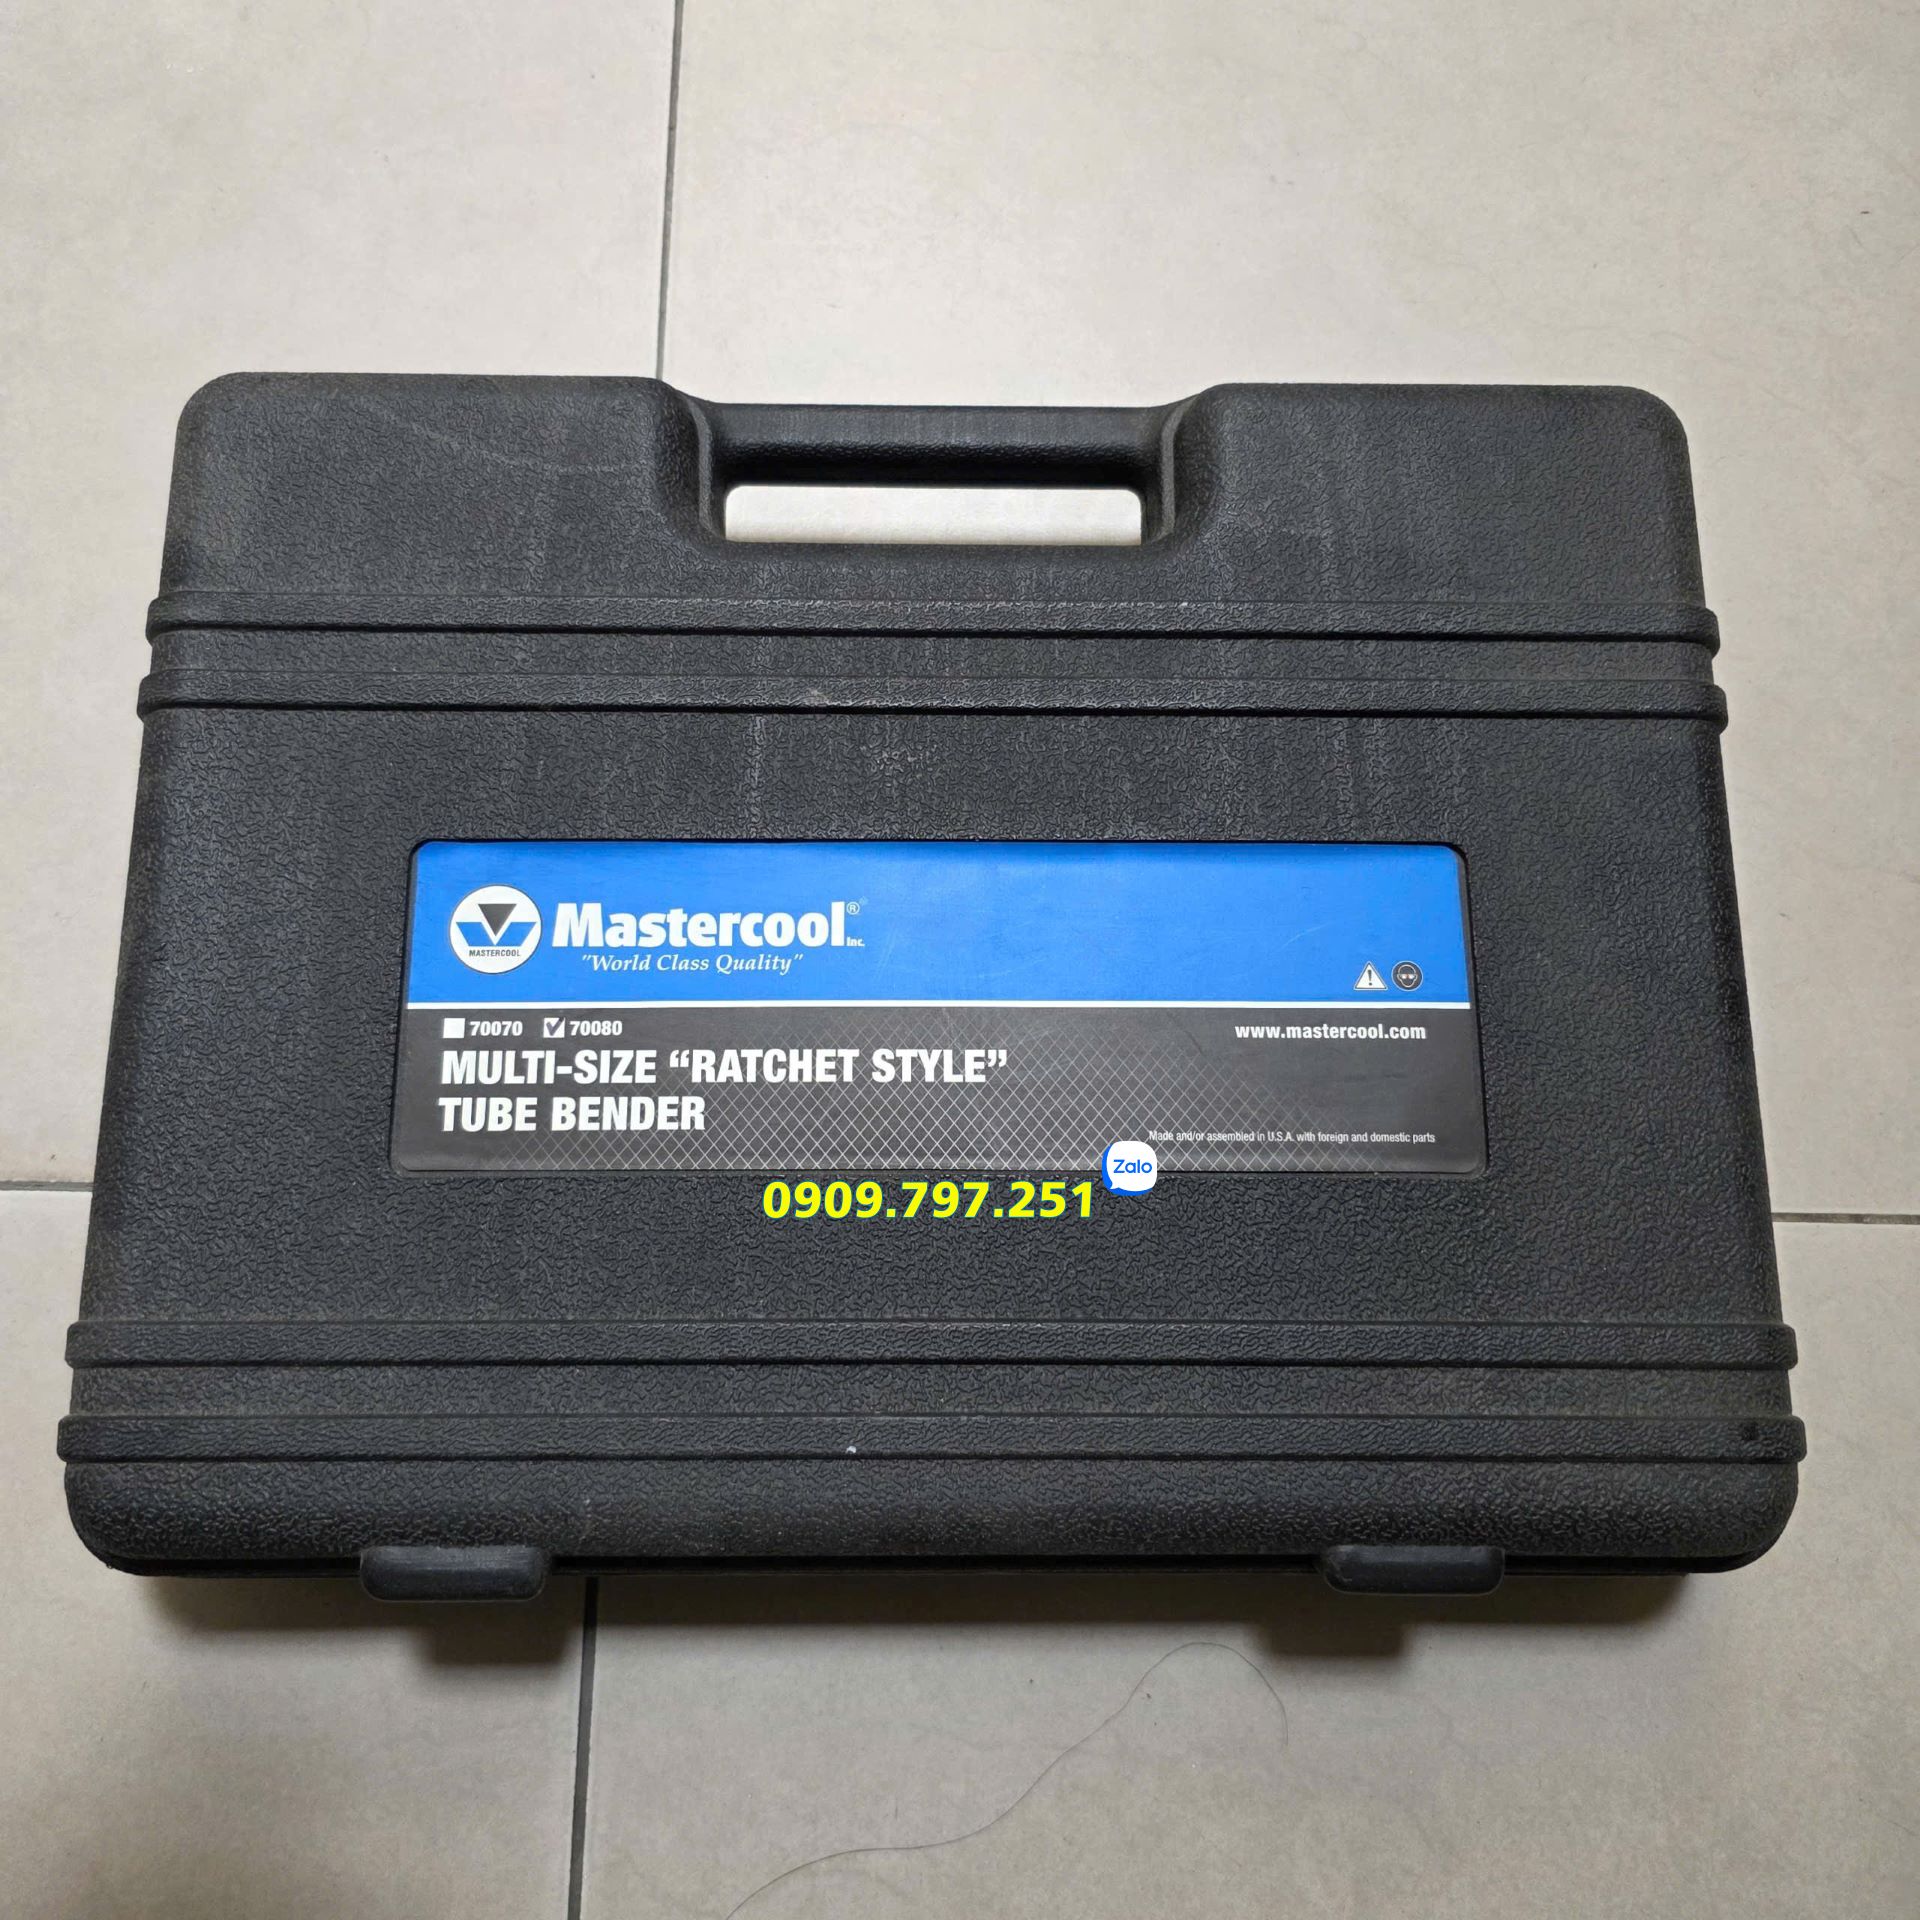 MASTERCOOL
Mastercool® Inc.
"World Class Quality"
70070 70080
www.mastercool.com
MULTI-SIZE “RATCHET STYLE”
TUBE BENDER
Made and/or assembled in U.S.A. with foreign and domestic parts
Zalo
0909.797.251